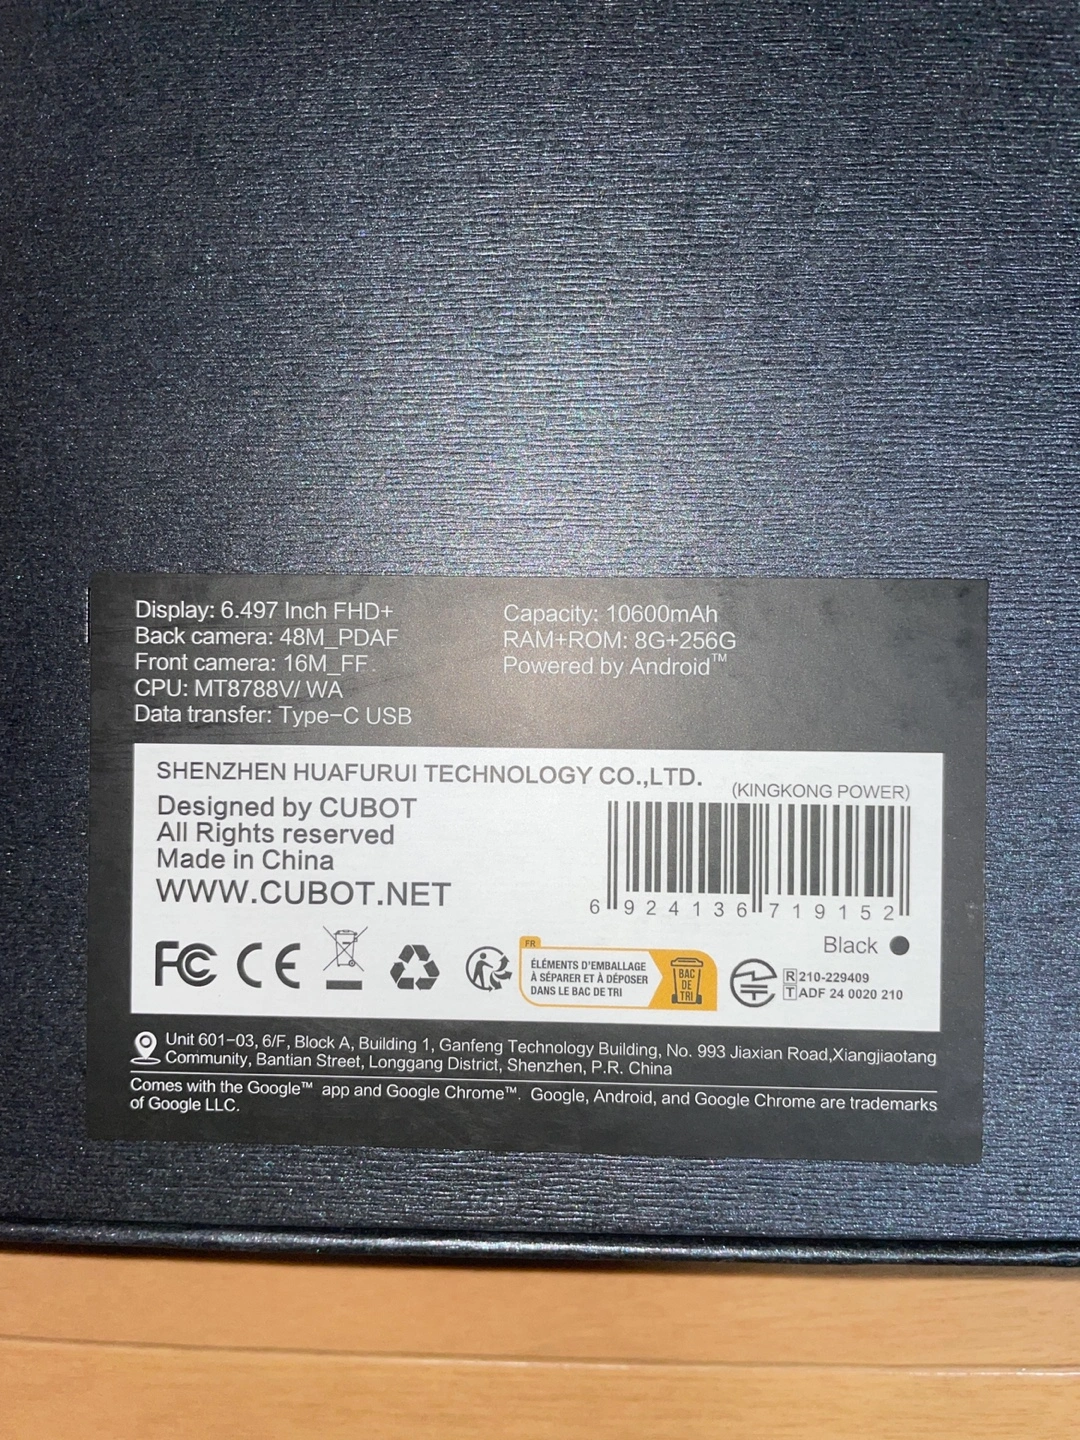 Display: 6.497 Inch FHD+
Back camera: 48M_PDAF
Front camera: 16M_FF
CPU: MT8788V/ WA
Data transfer: Type-C USB
Capacity: 10600mAh
RAM+ROM: 8G+256G
Powered by Android™
SHENZHEN HUAFURUI TECHNOLOGY CO.,LTD.
Designed by CUBOT
All Rights reserved
Made in China
WWW.CUBOT.NET
(KINGKONG POWER)
6 924136 719152
Black
FC CE
FR
ÉLÉMENTS D'EMBALLAGE
À SÉPARER ET À DÉPOSER
DANS LE BAC DE TRI
BAC
DE
TRI
R 210-229409
T ADF 24 0020 210
Unit 601-03, 6/F, Block A, Building 1, Ganfeng Technology Building, No. 993 Jiaxian Road,Xiangjiaotang
Community, Bantian Street, Longgang District, Shenzhen, P.R. China
Comes with the Google™ app and Google Chrome™. Google, Android, and Google Chrome are trademarks
of Google LLC.